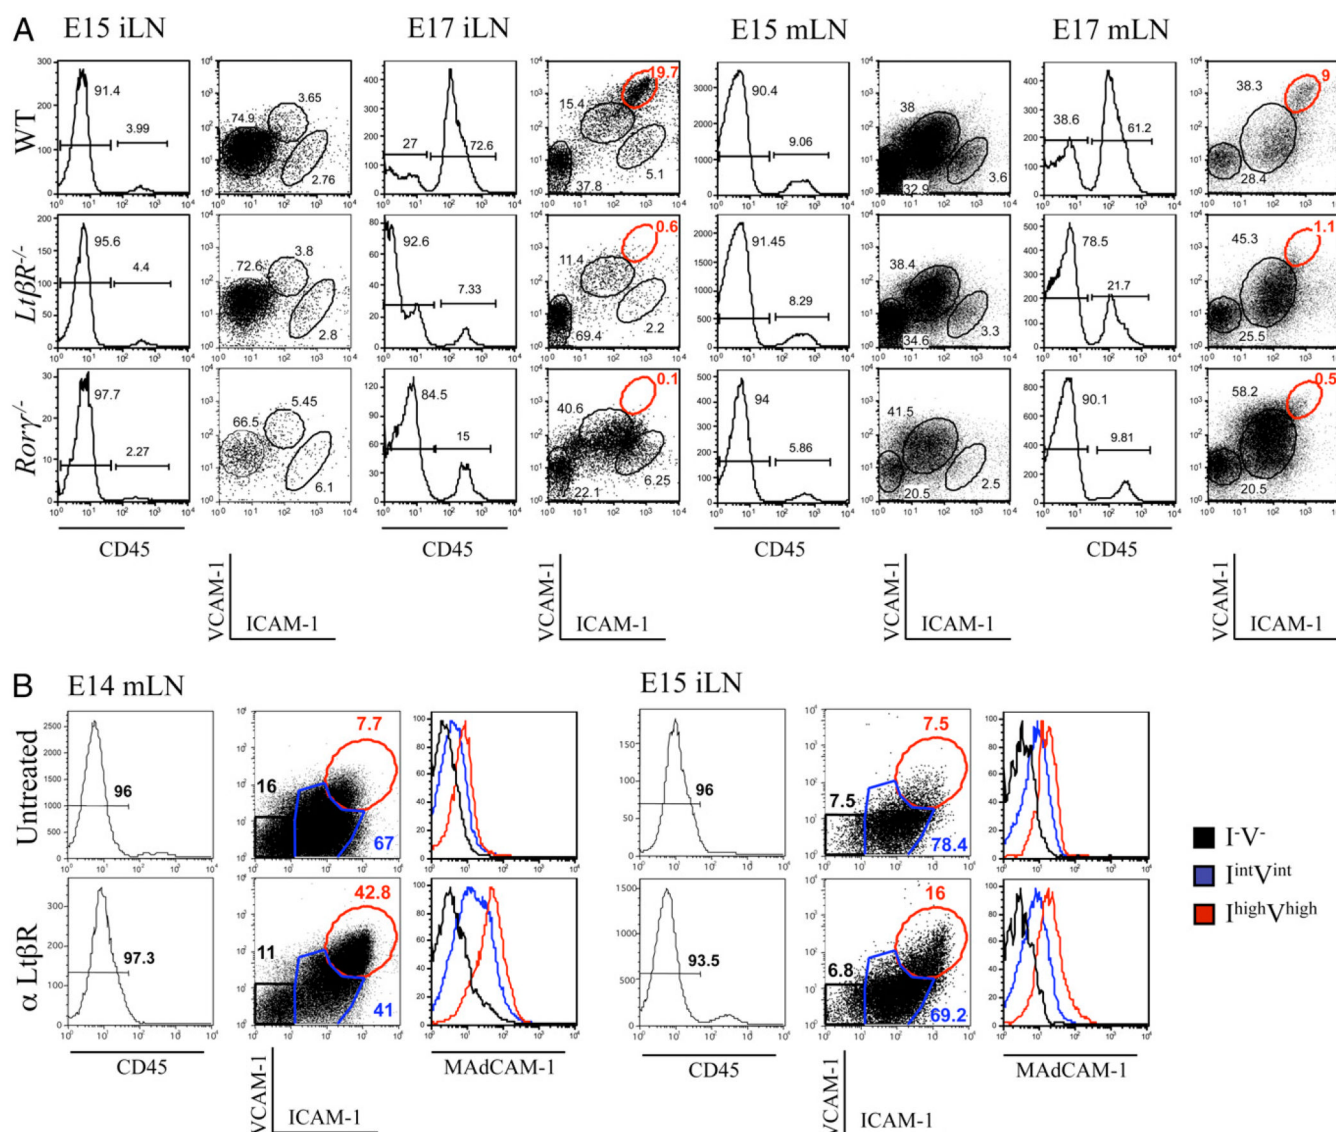 A
E15 iLN E17 iLN E15 mLN E17 mLN
WT
91.4 3.99
74.9 3.65 2.76
27 72.6
15.4 19.7 5.1 37.8
90.4 9.06
38 32.9 3.6
38.6 61.2
38.3 9 28.4
LtβR-/-
95.6 4.4
72.6 3.8 2.8
92.6 7.33
11.4 0.6 2.2 69.4
91.45 8.29
38.4 34.6 3.3
78.5 21.7
45.3 1.1 25.5
Rorγ-/-
97.7 2.27
66.5 5.45 6.1
84.5 15
40.6 0.1 6.25 22.1
94 5.86
41.5 20.5 2.5
90.1 9.81
58.2 0.5 20.5
CD45 CD45 CD45 CD45
VCAM-1 VCAM-1 VCAM-1 VCAM-1
ICAM-1 ICAM-1 ICAM-1 ICAM-1
B
E14 mLN E15 iLN
Untreated
96
16 7.7 67
96
7.5 7.5 78.4
α LtβR
97.3
11 42.8 41
93.5
6.8 16 69.2
CD45 MAdCAM-1 CD45 MAdCAM-1
VCAM-1 VCAM-1
ICAM-1 ICAM-1
I-V-
IintVint
IhighVhigh